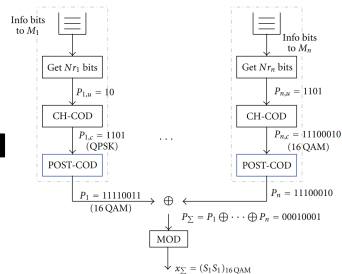 Info bits
to M1
Info bits
to Mn
Get Nr1 bits
Get Nrn bits
P1,u = 10
Pn,u = 1101
CH-COD
CH-COD
P1,c = 1101
(QPSK)
Pn,c = 11100010
(16 QAM)
. . .
POST-COD
POST-COD
P1 = 11110011
(16 QAM)
⊕
Pn = 11100010
PΣ = P1 ⊕ · · · ⊕ Pn = 00010001
MOD
xΣ = (S1S1)16 QAM